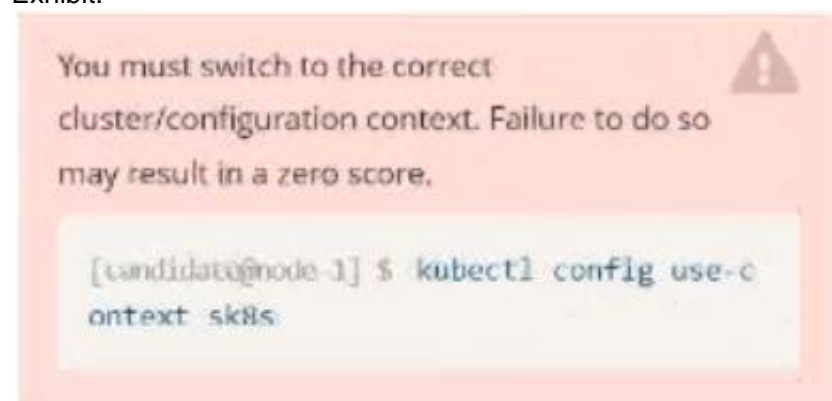 You must switch to the correct
cluster/configuration context. Failure to do so
may result in a zero score.
[candidate@node-1] $ kubectl config use-c
ontext sk8s